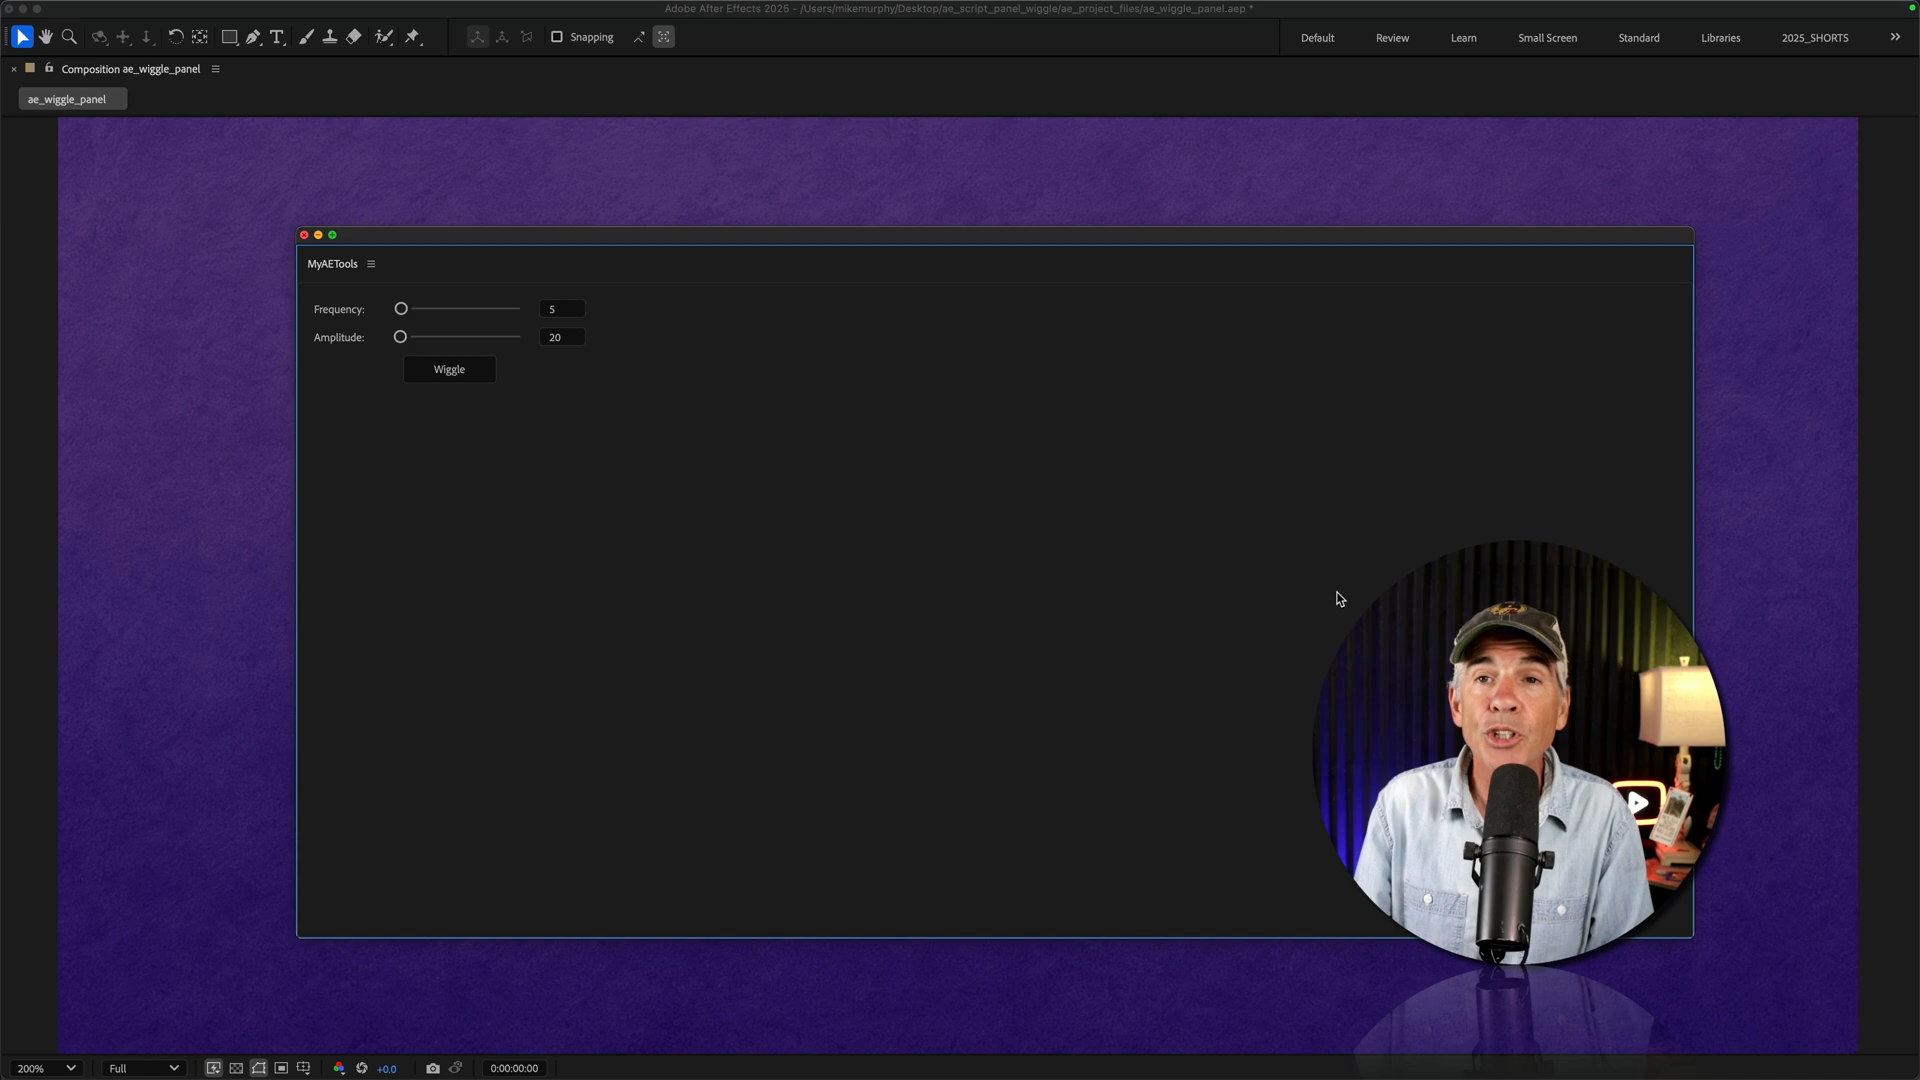 Adobe After Effects 2025 - /Users/mikemurphy/Desktop/ae_script_panel_wiggle/ae_project_files/ae_wiggle_panel.aep *
Snapping
Default Review Learn Small Screen Standard Libraries 2025_SHORTS
Composition ae_wiggle_panel
ae_wiggle_panel
MyAETools
Frequency: 5
Amplitude: 20
Wiggle
200% Full +0.0 0:00:00:00